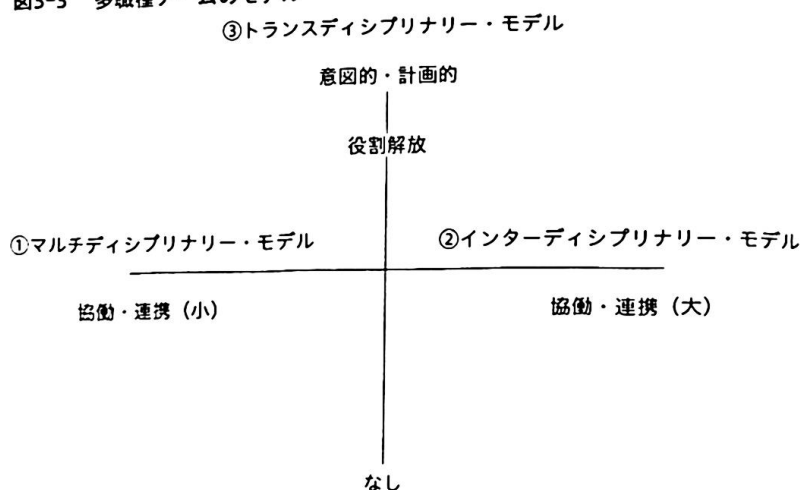 ③トランスディシプリナリー・モデル
意図的・計画的
役割解放
①マルチディシプリナリー・モデル
②インターディシプリナリー・モデル
協働・連携（小）
協働・連携（大）
なし